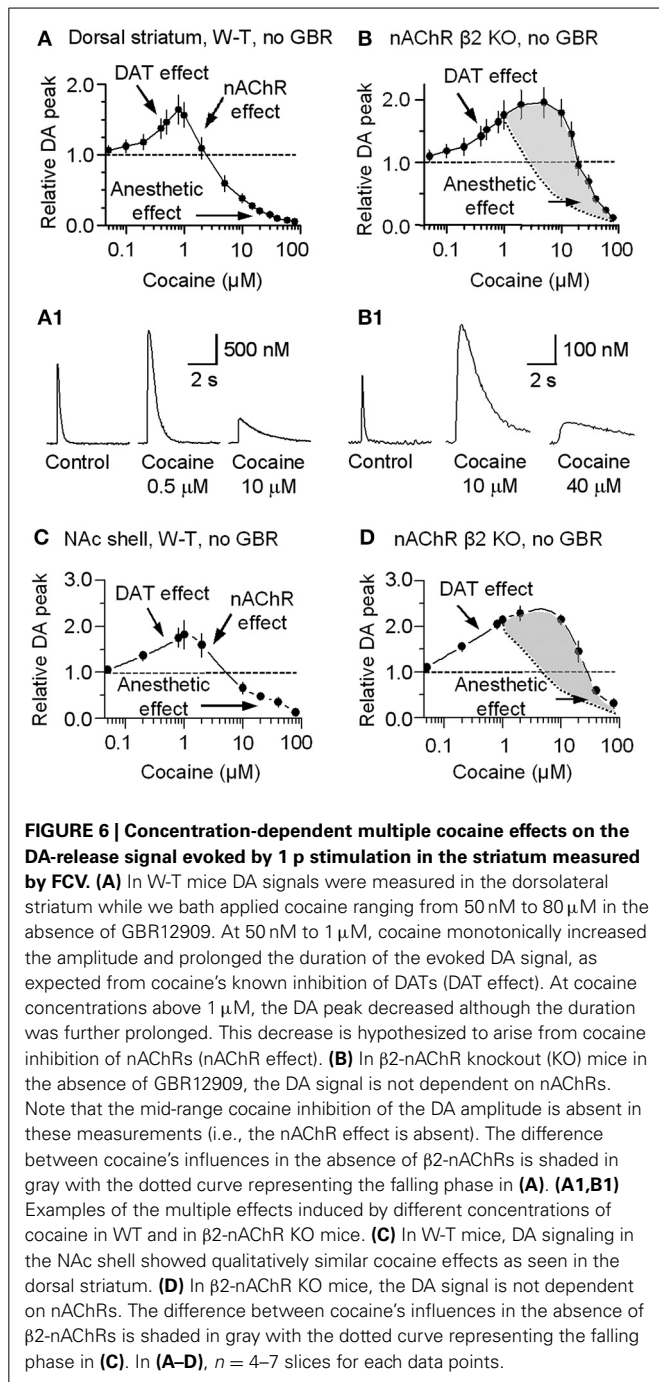 A Dorsal striatum, W-T, no GBR
B nAChR β2 KO, no GBR
Relative DA peak
2.0
1.0
0.0
DAT effect
nAChR
effect
Anesthetic
effect
0.1 1 10 100
Cocaine (μM)
Relative DA peak
2.0
1.0
0.0
DAT effect
Anesthetic
effect
0.1 1 10 100
Cocaine (μM)
A1
500 nM
2 s
Control
Cocaine
0.5 μM
Cocaine
10 μM
B1
100 nM
2 s
Control
Cocaine
10 μM
Cocaine
40 μM
C NAc shell, W-T, no GBR
D nAChR β2 KO, no GBR
Relative DA peak
3.0
2.0
1.0
0.0
DAT effect
nAChR
effect
Anesthetic
effect
0.1 1 10 100
Cocaine (μM)
Relative DA peak
3.0
2.0
1.0
0.0
DAT effect
Anesthetic
effect
0.1 1 10 100
Cocaine (μM)
FIGURE 6 | Concentration-dependent multiple cocaine effects on the
DA-release signal evoked by 1 p stimulation in the striatum measured
by FCV. (A) In W-T mice DA signals were measured in the dorsolateral
striatum while we bath applied cocaine ranging from 50 nM to 80 μM in the
absence of GBR12909. At 50 nM to 1 μM, cocaine monotonically increased
the amplitude and prolonged the duration of the evoked DA signal, as
expected from cocaine's known inhibition of DATs (DAT effect). At cocaine
concentrations above 1 μM, the DA peak decreased although the duration
was further prolonged. This decrease is hypothesized to arise from cocaine
inhibition of nAChRs (nAChR effect). (B) In β2-nAChR knockout (KO) mice in
the absence of GBR12909, the DA signal is not dependent on nAChRs.
Note that the mid-range cocaine inhibition of the DA amplitude is absent in
these measurements (i.e., the nAChR effect is absent). The difference
between cocaine's influences in the absence of β2-nAChRs is shaded in
gray with the dotted curve representing the falling phase in (A). (A1,B1)
Examples of the multiple effects induced by different concentrations of
cocaine in WT and in β2-nAChR KO mice. (C) In W-T mice, DA signaling in
the NAc shell showed qualitatively similar cocaine effects as seen in the
dorsal striatum. (D) In β2-nAChR KO mice, the DA signal is not dependent
on nAChRs. The difference between cocaine's influences in the absence of
β2-nAChRs is shaded in gray with the dotted curve representing the falling
phase in (C). In (A–D), n = 4–7 slices for each data points.